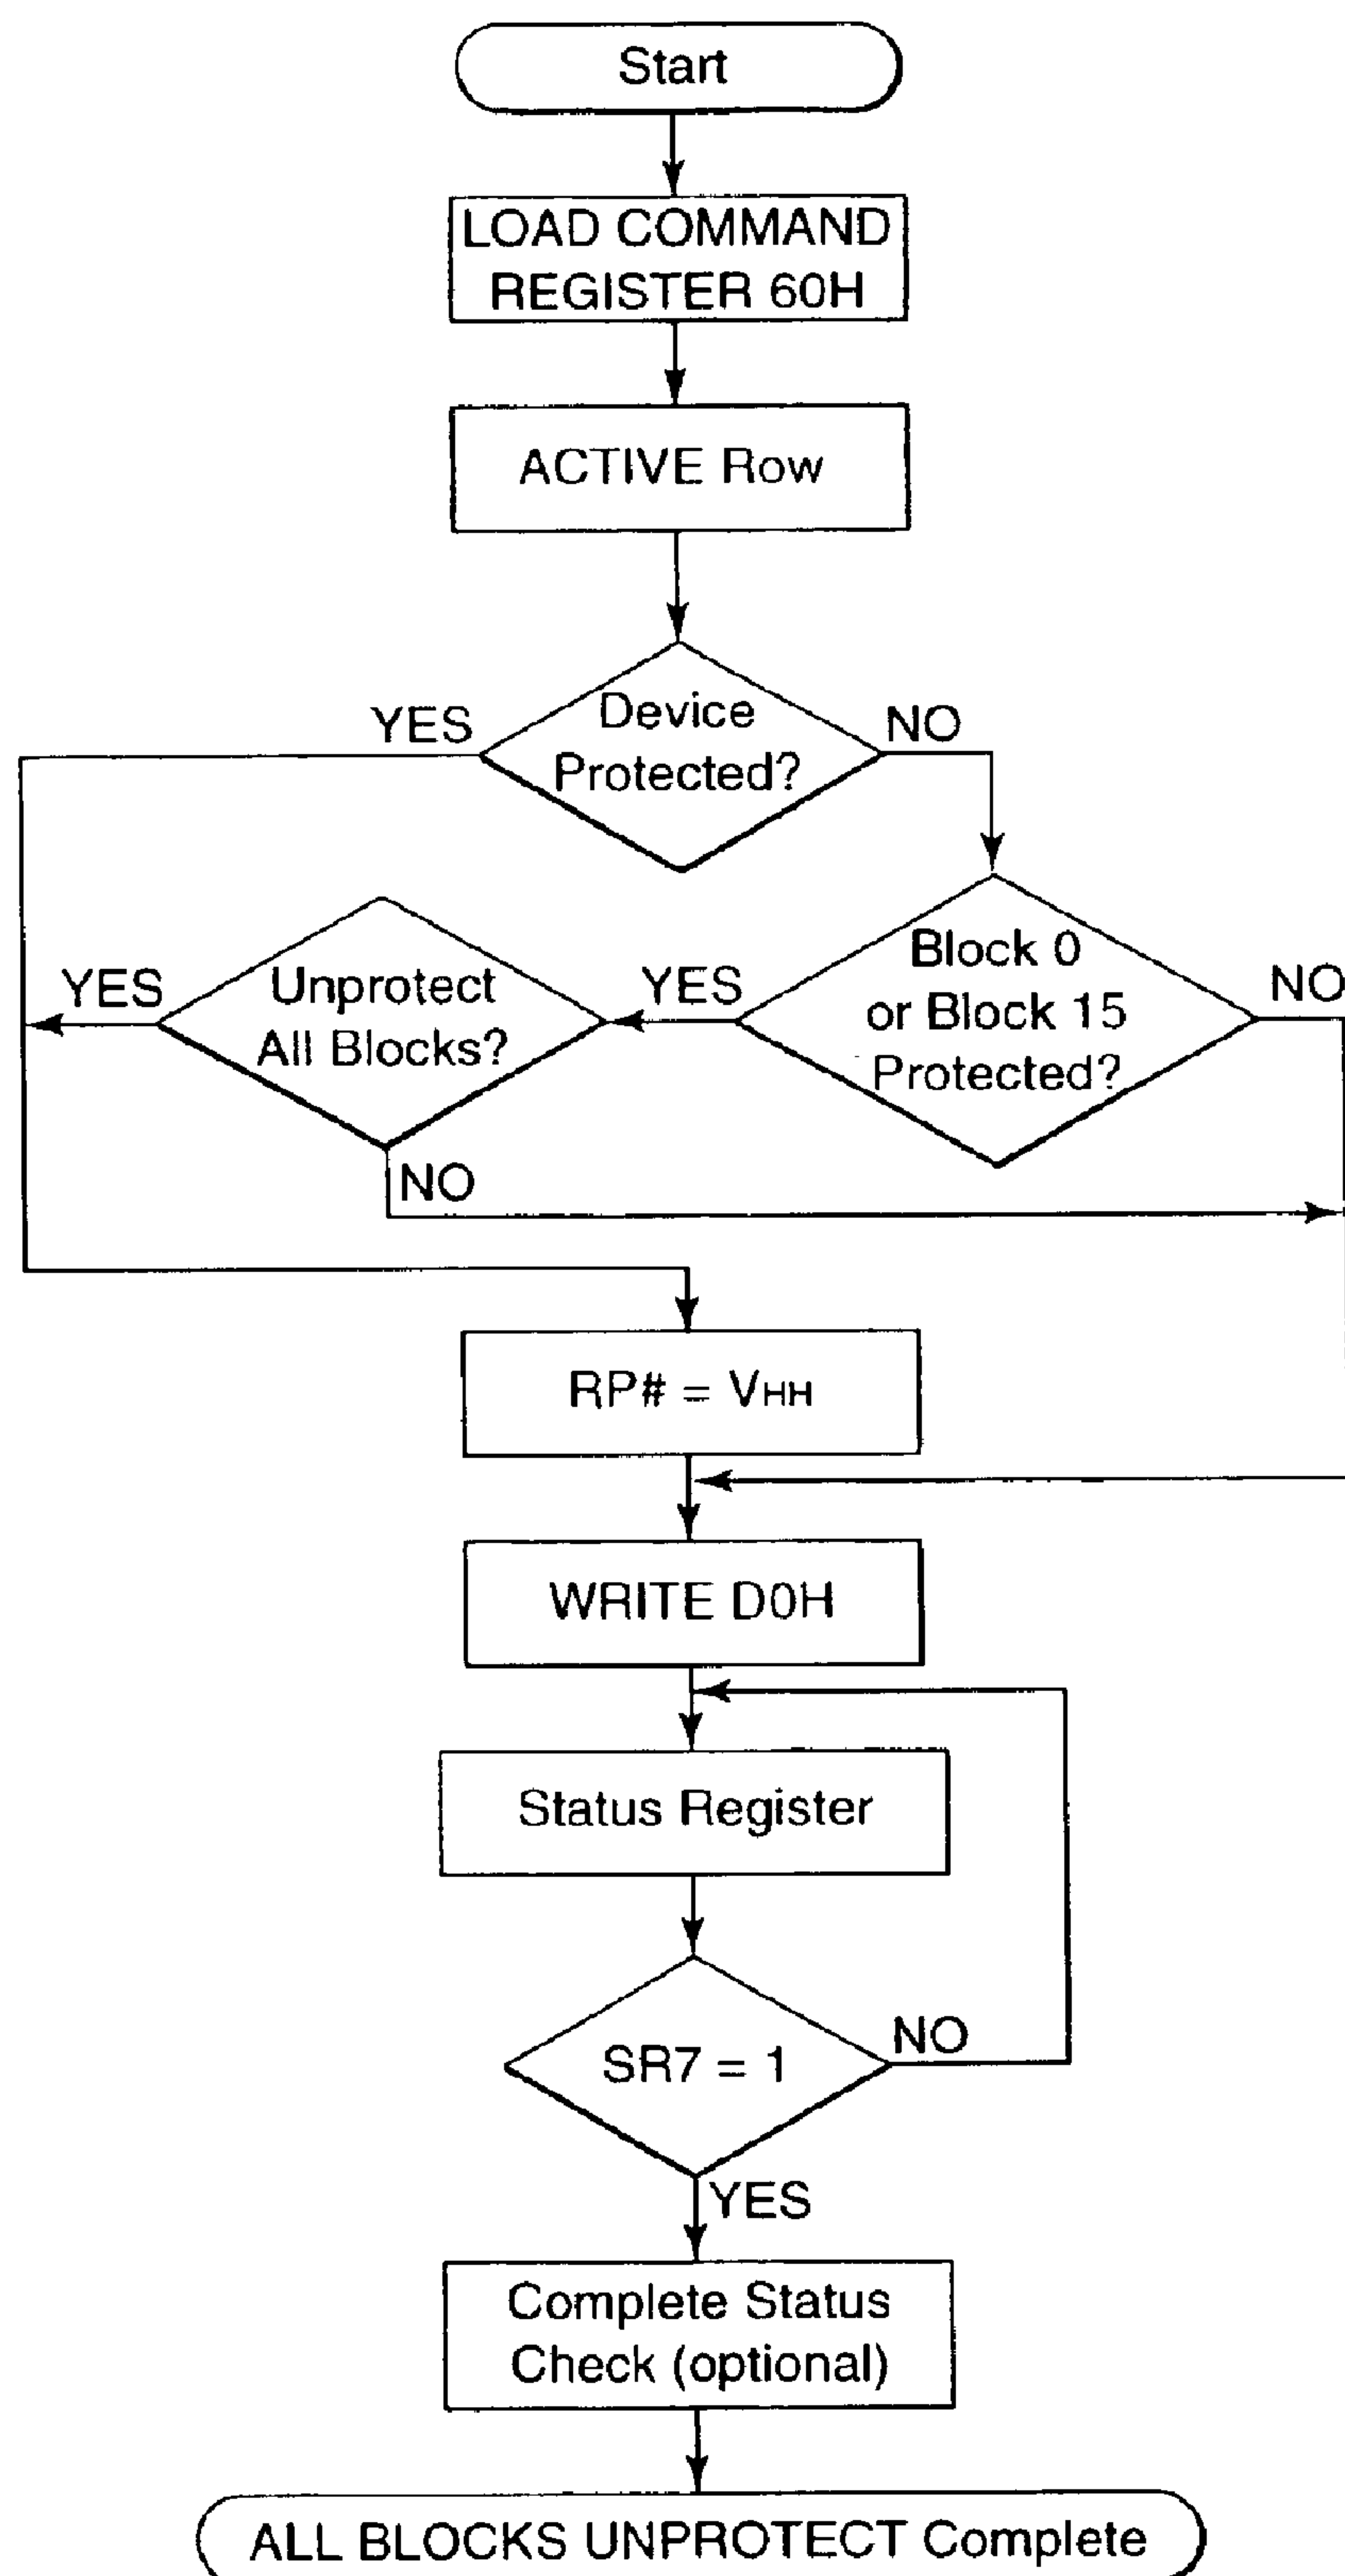 Start
LOAD COMMAND
REGISTER 60H
ACTIVE Row
YES
Device
Protected?
NO
YES
Unprotect
All Blocks?
YES
Block 0
or Block 15
Protected?
NO
NO
RP# = VHH
WRITE D0H
Status Register
SR7 = 1
NO
YES
Complete Status
Check (optional)
ALL BLOCKS UNPROTECT Complete